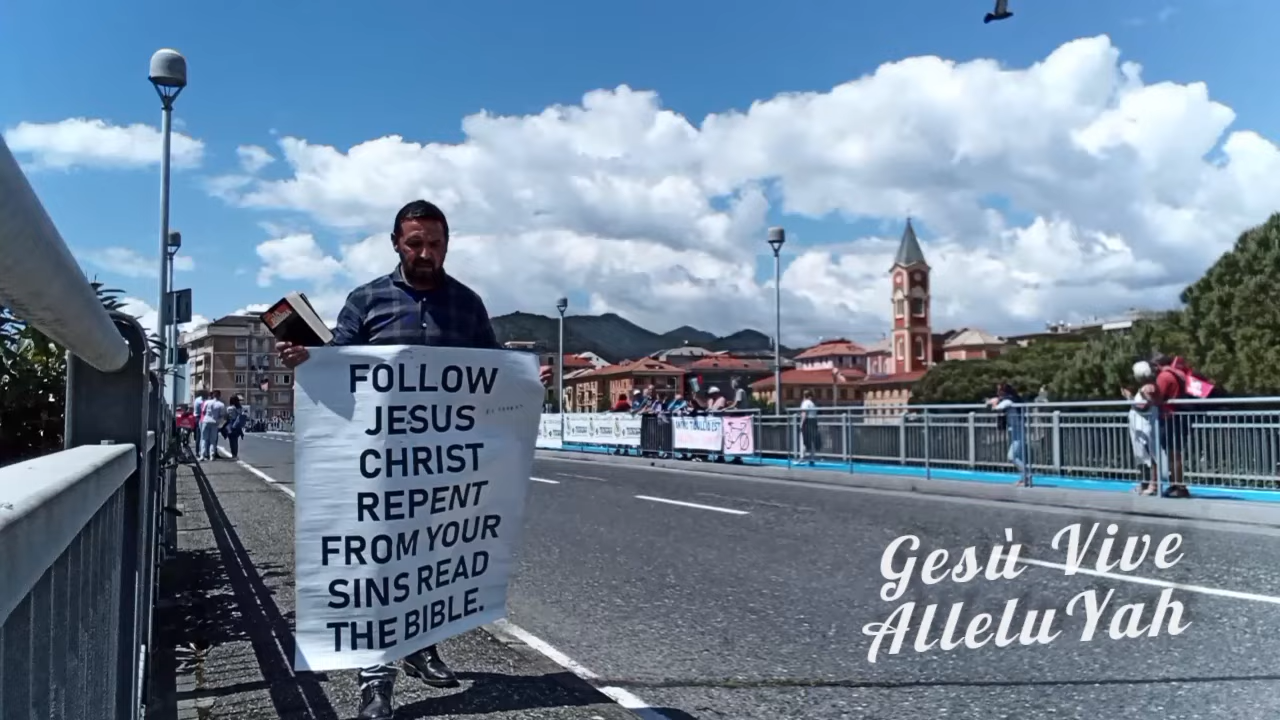 FOLLOW
JESUS
CHRIST
REPENT
FROM YOUR
SINS READ
THE BIBLE.
Gesù Vive
AlleluYah